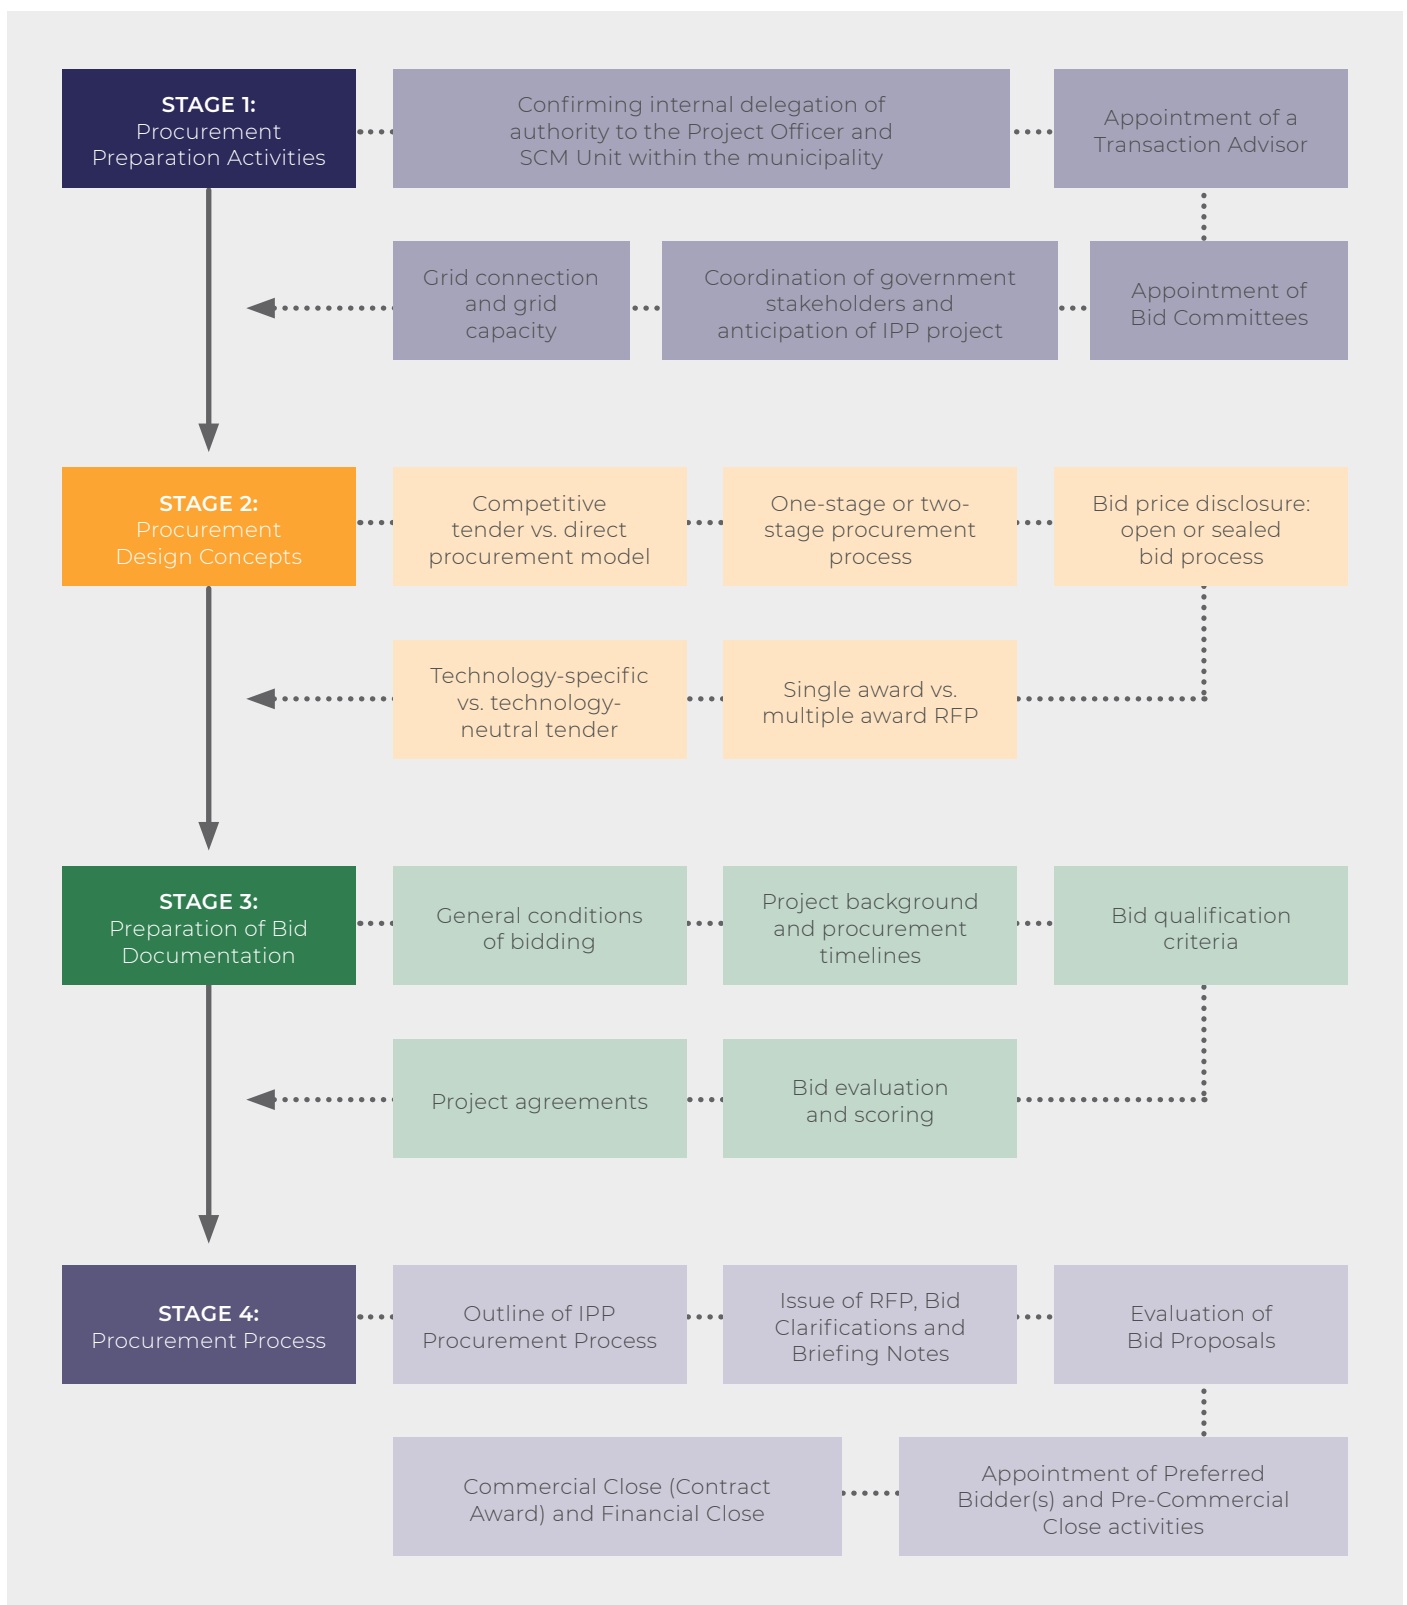 STAGE 1:
Procurement
Preparation Activities
Confirming internal delegation of
authority to the Project Officer and
SCM Unit within the municipality
Appointment of a
Transaction Advisor
Appointment of
Bid Committees
Coordination of government
stakeholders and
anticipation of IPP project
Grid connection
and grid
capacity
STAGE 2:
Procurement
Design Concepts
Competitive
tender vs. direct
procurement model
One-stage or two-
stage procurement
process
Bid price disclosure:
open or sealed
bid process
Single award vs.
multiple award RFP
Technology-specific
vs. technology-
neutral tender
STAGE 3:
Preparation of Bid
Documentation
General conditions
of bidding
Project background
and procurement
timelines
Bid qualification
criteria
Bid evaluation
and scoring
Project agreements
STAGE 4:
Procurement Process
Outline of IPP
Procurement Process
Issue of RFP, Bid
Clarifications and
Briefing Notes
Evaluation of
Bid Proposals
Appointment of Preferred
Bidder(s) and Pre-Commercial
Close activities
Commercial Close (Contract
Award) and Financial Close